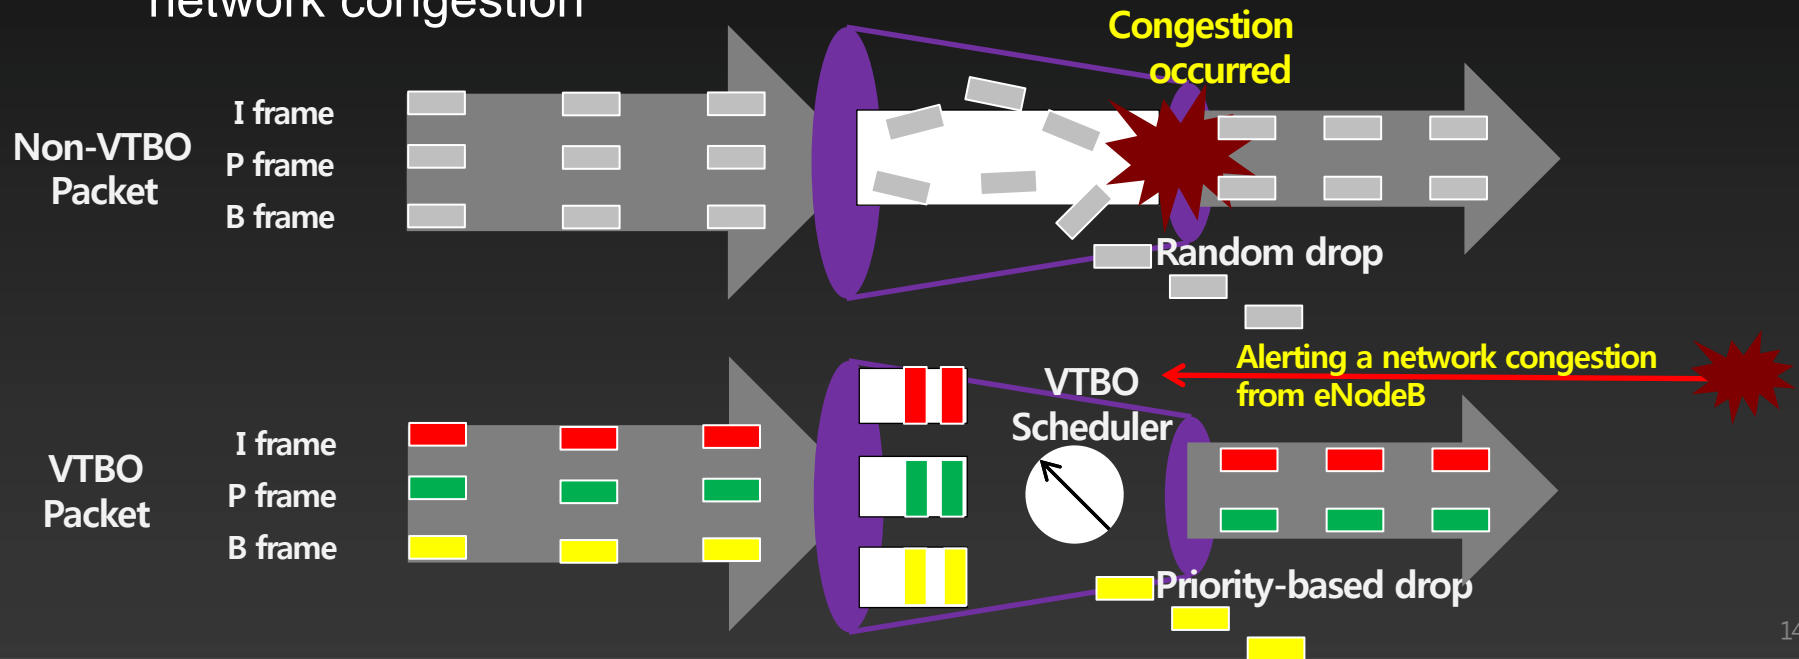 network congestion
Congestion
occurred
I frame
Non-VTBO
P frame
Packet
B frame
Random drop
Alerting a network congestion
from eNodeB
VTBO
Scheduler
I frame
VTBO
P frame
Packet
B frame
Priority-based drop
14